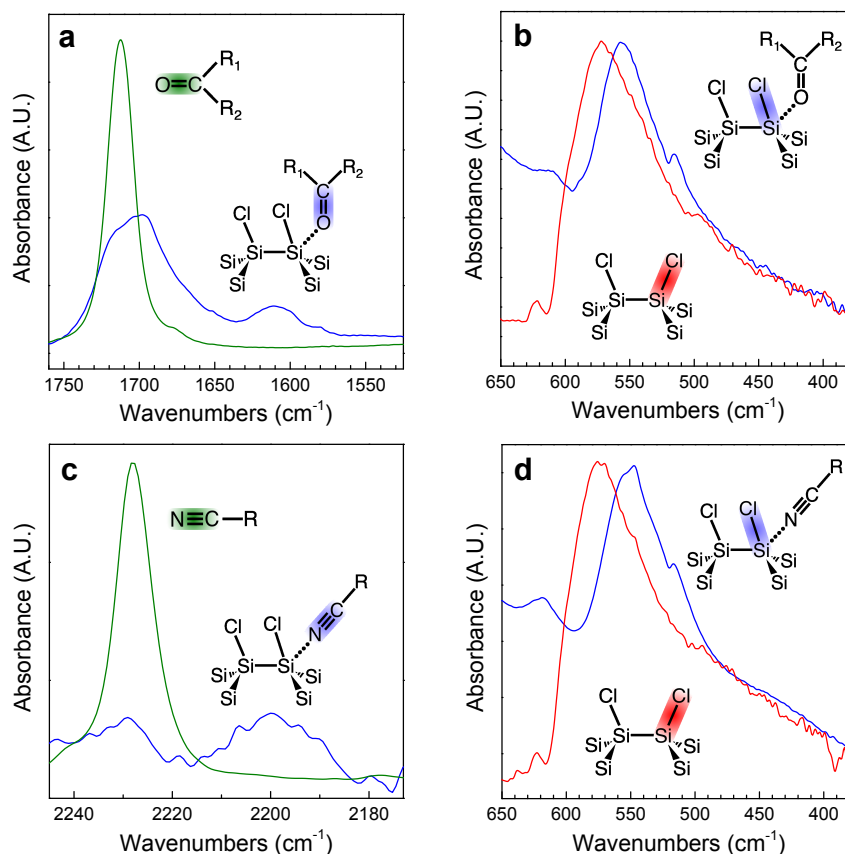 a
O=C
R1
R2
R1
R2
C
O
Cl
Cl
Si
Si
Si
Si
Si
Si
Absorbance (A.U.)
1750
1700
1650
1600
1550
Wavenumbers (cm-1)
b
R1
R2
C
O
Cl
Cl
Si
Si
Si
Si
Si
Si
Cl
Cl
Si
Si
Si
Si
Si
Si
Absorbance (A.U.)
650
600
550
500
450
400
Wavenumbers (cm-1)
c
N≡C-R
R
C
N
Cl
Cl
Si
Si
Si
Si
Si
Si
Absorbance (A.U.)
2240
2220
2200
2180
Wavenumbers (cm-1)
d
R
C
N
Cl
Cl
Si
Si
Si
Si
Si
Si
Cl
Cl
Si
Si
Si
Si
Si
Si
Absorbance (A.U.)
650
600
550
500
450
400
Wavenumbers (cm-1)